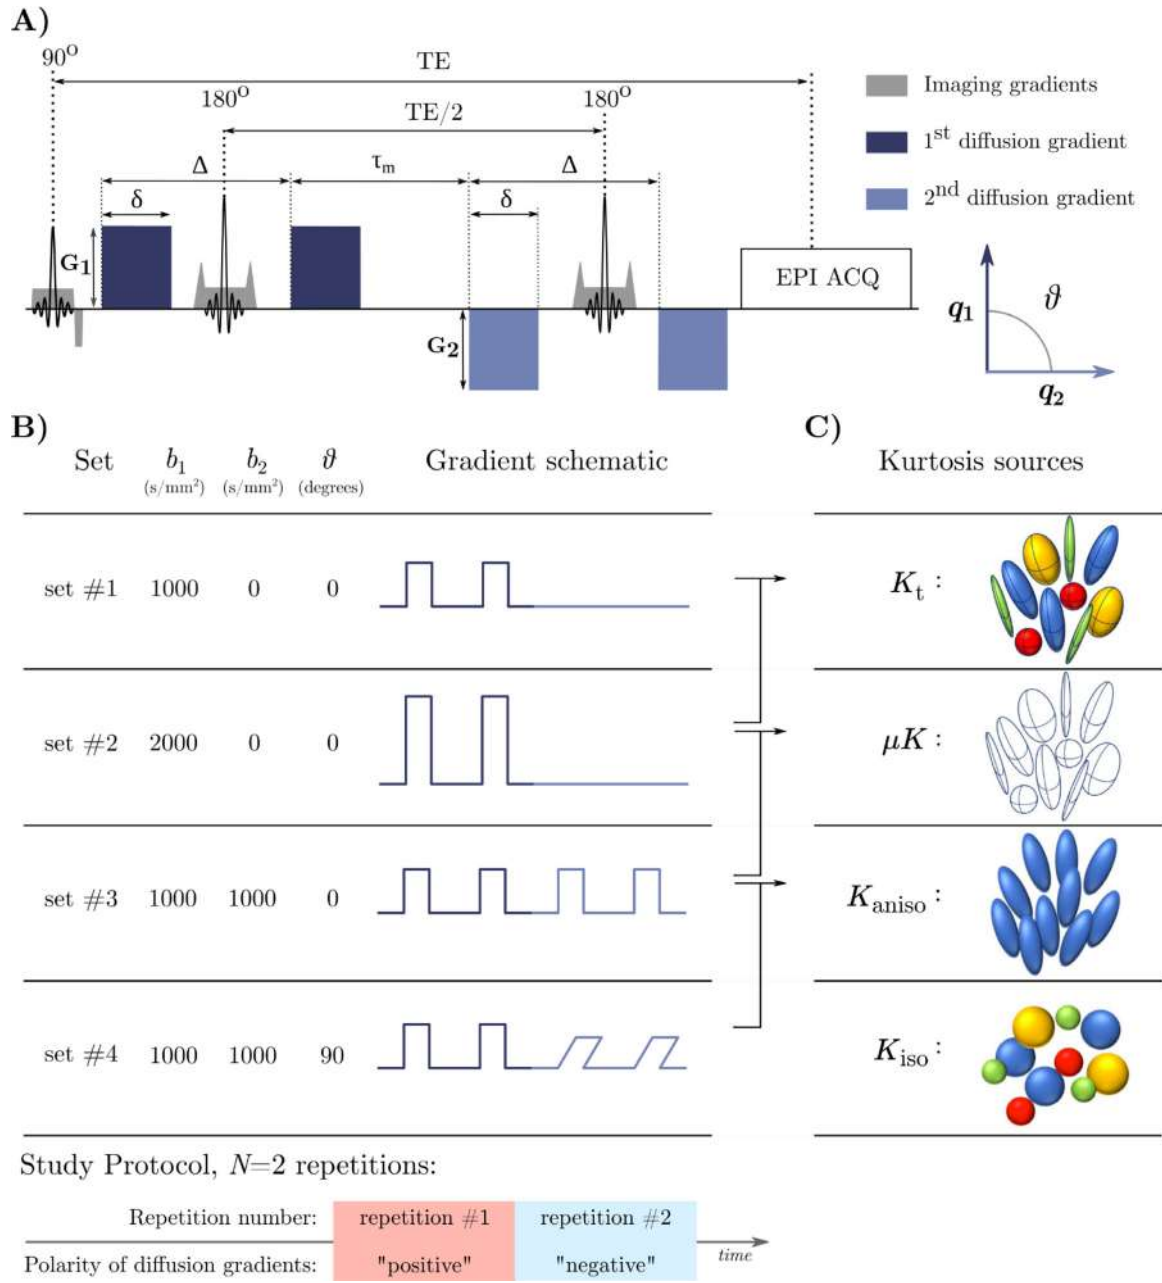 A)
90° TE
180° 180°
TE/2
Δ τm Δ
δ δ
G1
G2
EPI ACQ
Imaging gradients
1st diffusion gradient
2nd diffusion gradient
q1 ϑ
q2
B)
Set b1 b2 ϑ Gradient schematic
(s/mm²) (s/mm²) (degrees)
set #1 1000 0 0
set #2 2000 0 0
set #3 1000 1000 0
set #4 1000 1000 90
C)
Kurtosis sources
Kt :
μK :
Kaniso :
Kiso :
Study Protocol, N=2 repetitions:
Repetition number: repetition #1 repetition #2
time
Polarity of diffusion gradients: "positive" "negative"